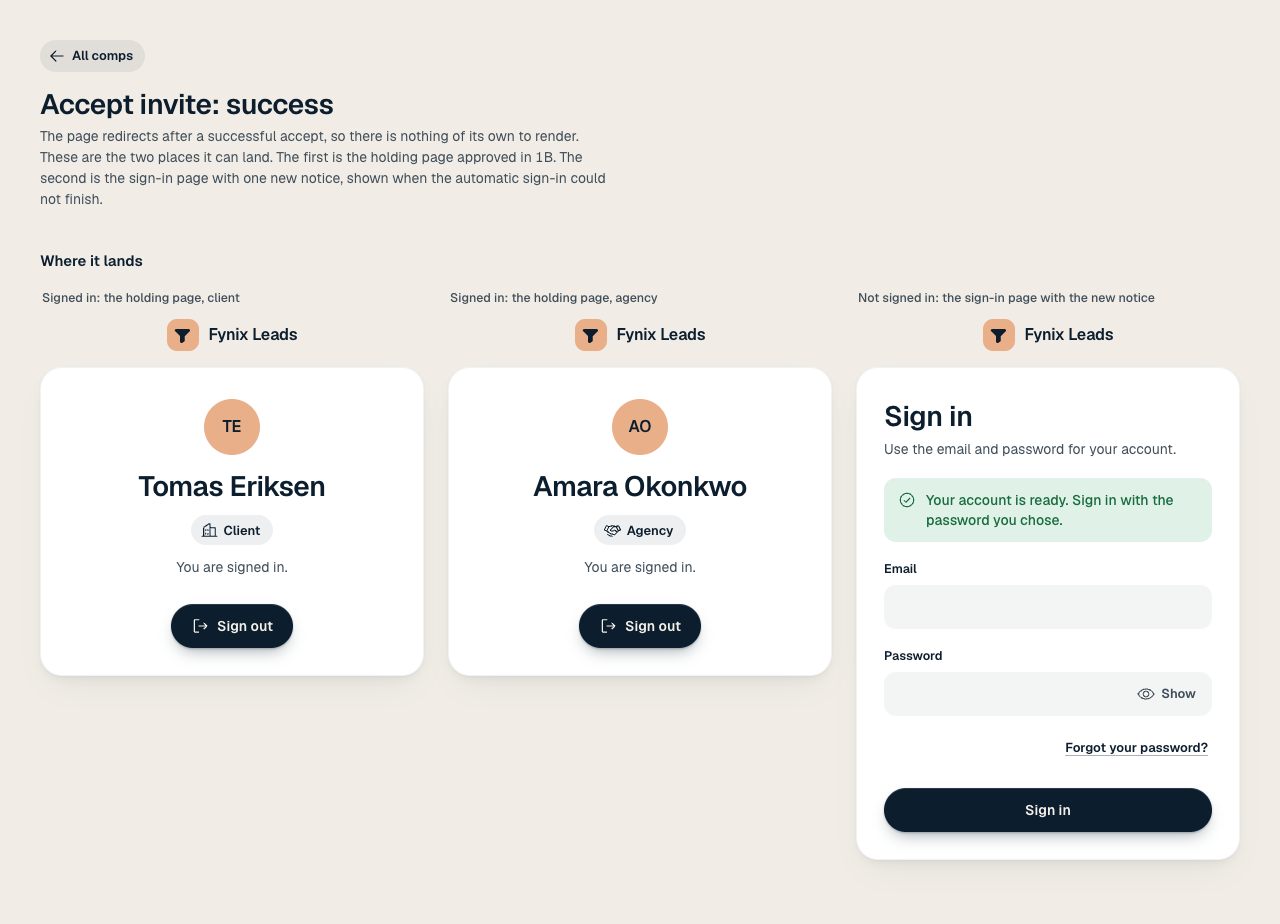 All comps
Accept invite: success
The page redirects after a successful accept, so there is nothing of its own to render.
These are the two places it can land. The first is the holding page approved in 1B. The
second is the sign-in page with one new notice, shown when the automatic sign-in could
not finish.
Where it lands
Signed in: the holding page, client
Fynix Leads
TE
Tomas Eriksen
Client
You are signed in.
Sign out
Signed in: the holding page, agency
Fynix Leads
AO
Amara Okonkwo
Agency
You are signed in.
Sign out
Not signed in: the sign-in page with the new notice
Fynix Leads
Sign in
Use the email and password for your account.
Your account is ready. Sign in with the
password you chose.
Email
Password
Show
Forgot your password?
Sign in